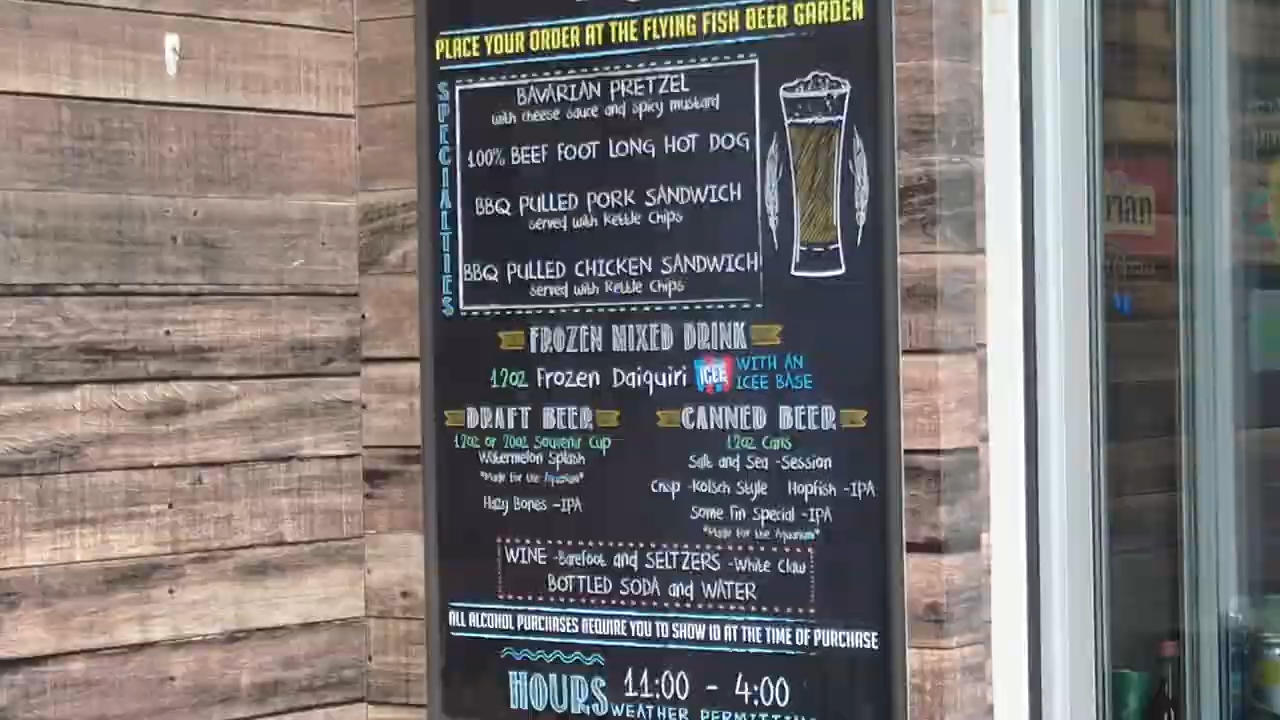 PLACE YOUR ORDER AT THE FLYING FISH BEER GARDEN
SPECIALTIES
BAVARIAN PRETZEL
with cheese sauce and spicy mustard
100% BEEF FOOT LONG HOT DOG
BBQ PULLED PORK SANDWICH
served with Kettle Chips
BBQ PULLED CHICKEN SANDWICH
served with Kettle Chips
FROZEN MIXED DRINK
12oz Frozen Daiquiri ICEE WITH AN ICEE BASE
DRAFT BEER
12oz or 20oz Souvenir Cup
Watermelon Splash
*Made for the Aquarium*
Hazy Bones -IPA
CANNED BEER
12oz Cans
Salt and Sea -Session
Crisp -Kolsch Style Hopfish -IPA
Some Fin Special -IPA
*Made for the Aquarium*
WINE -Barefoot and SELTZERS -White Claw
BOTTLED SODA and WATER
ALL ALCOHOL PURCHASES REQUIRE YOU TO SHOW ID AT THE TIME OF PURCHASE
HOURS 11:00 - 4:00
WEATHER PERMITTING
rian